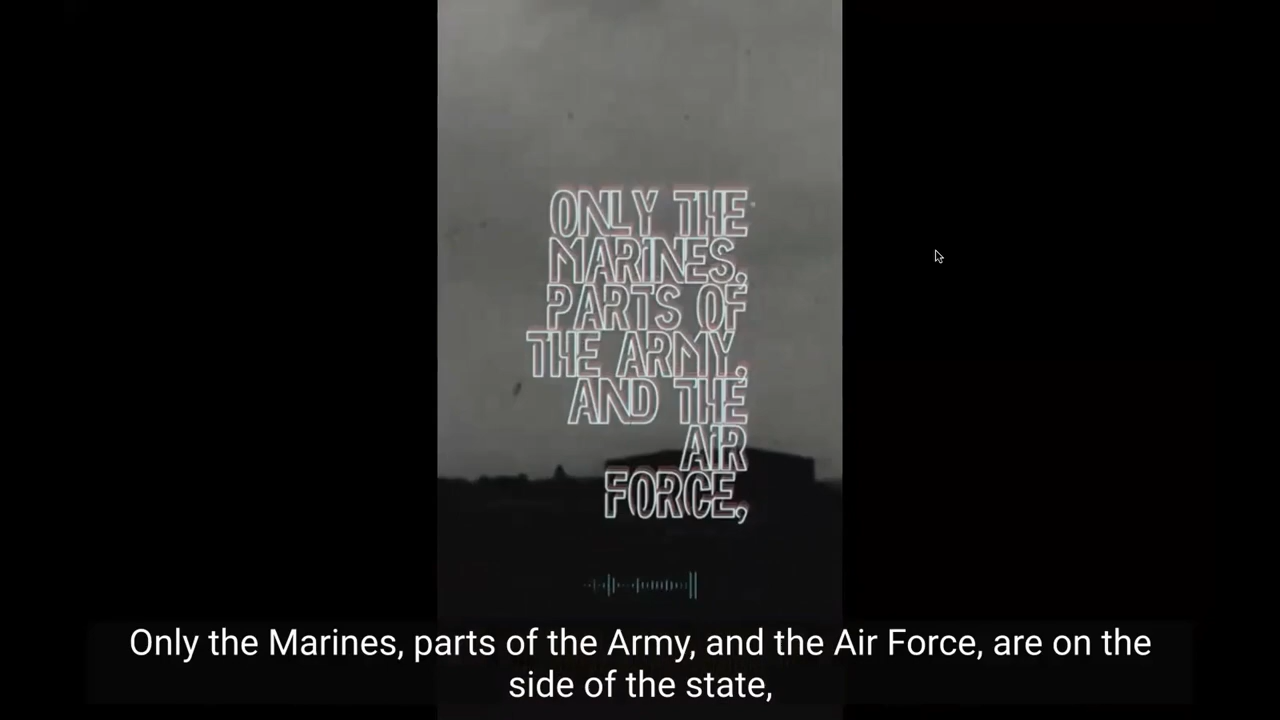 ONLY THE
MARINES,
PARTS OF
THE ARMY,
AND THE
AIR
FORCE,
Only the Marines, parts of the Army, and the Air Force, are on the
side of the state,